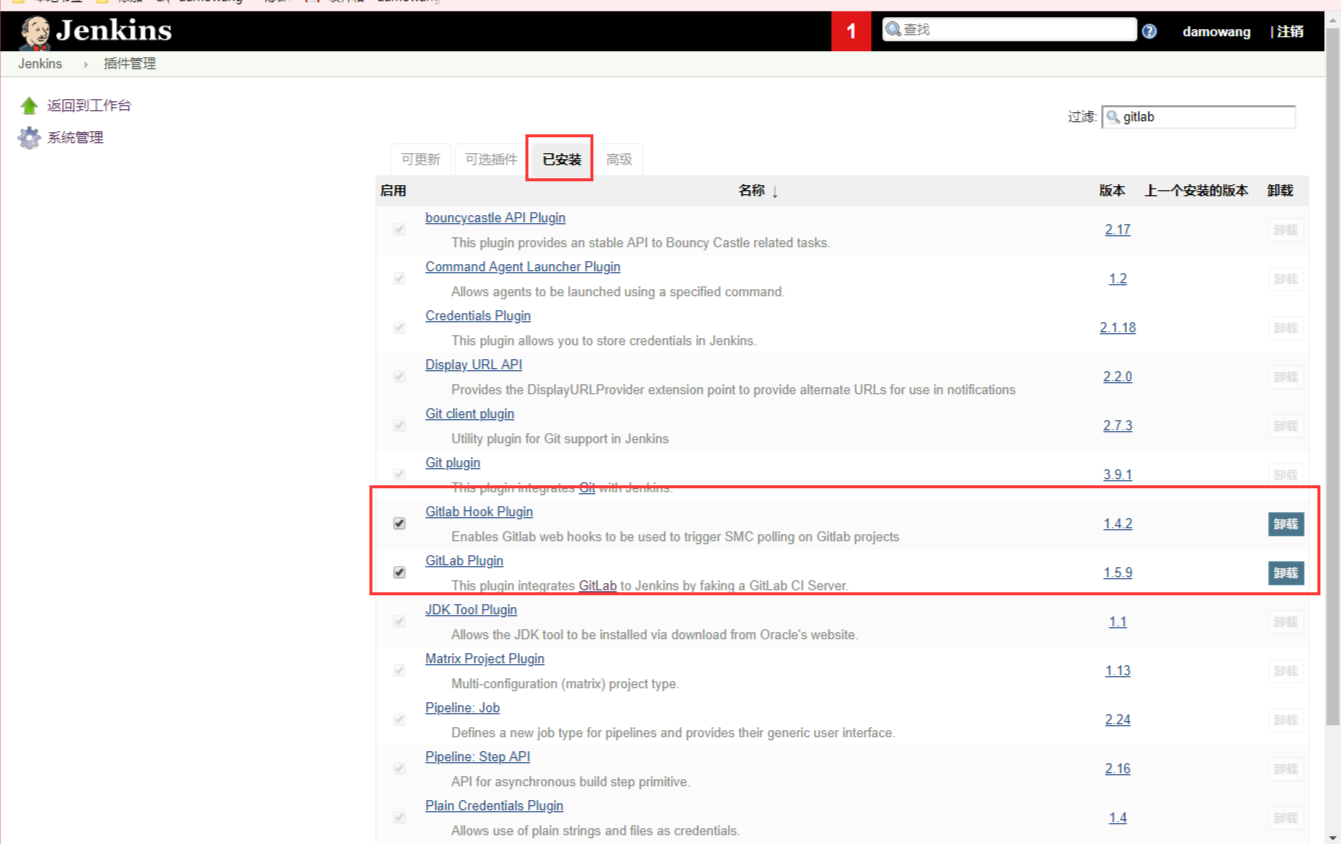 Jenkins
1
查找
damowang
| 注销
Jenkins
插件管理
返回到工作台
系统管理
过滤:
gitlab
可更新
可选插件
已安装
高级
启用
名称 ↓
版本
上一个安装的版本
卸载
bouncycastle API Plugin
This plugin provides an stable API to Bouncy Castle related tasks.
2.17
卸载
Command Agent Launcher Plugin
Allows agents to be launched using a specified command.
1.2
卸载
Credentials Plugin
This plugin allows you to store credentials in Jenkins.
2.1.18
卸载
Display URL API
Provides the DisplayURLProvider extension point to provide alternate URLs for use in notifications
2.2.0
卸载
Git client plugin
Utility plugin for Git support in Jenkins
2.7.3
卸载
Git plugin
This plugin integrates Git with Jenkins.
3.9.1
卸载
Gitlab Hook Plugin
Enables Gitlab web hooks to be used to trigger SMC polling on Gitlab projects
1.4.2
卸载
GitLab Plugin
This plugin integrates GitLab to Jenkins by faking a GitLab CI Server.
1.5.9
卸载
JDK Tool Plugin
Allows the JDK tool to be installed via download from Oracle's website.
1.1
卸载
Matrix Project Plugin
Multi-configuration (matrix) project type.
1.13
卸载
Pipeline: Job
Defines a new job type for pipelines and provides their generic user interface.
2.24
卸载
Pipeline: Step API
API for asynchronous build step primitive.
2.16
卸载
Plain Credentials Plugin
Allows use of plain strings and files as credentials.
1.4
卸载